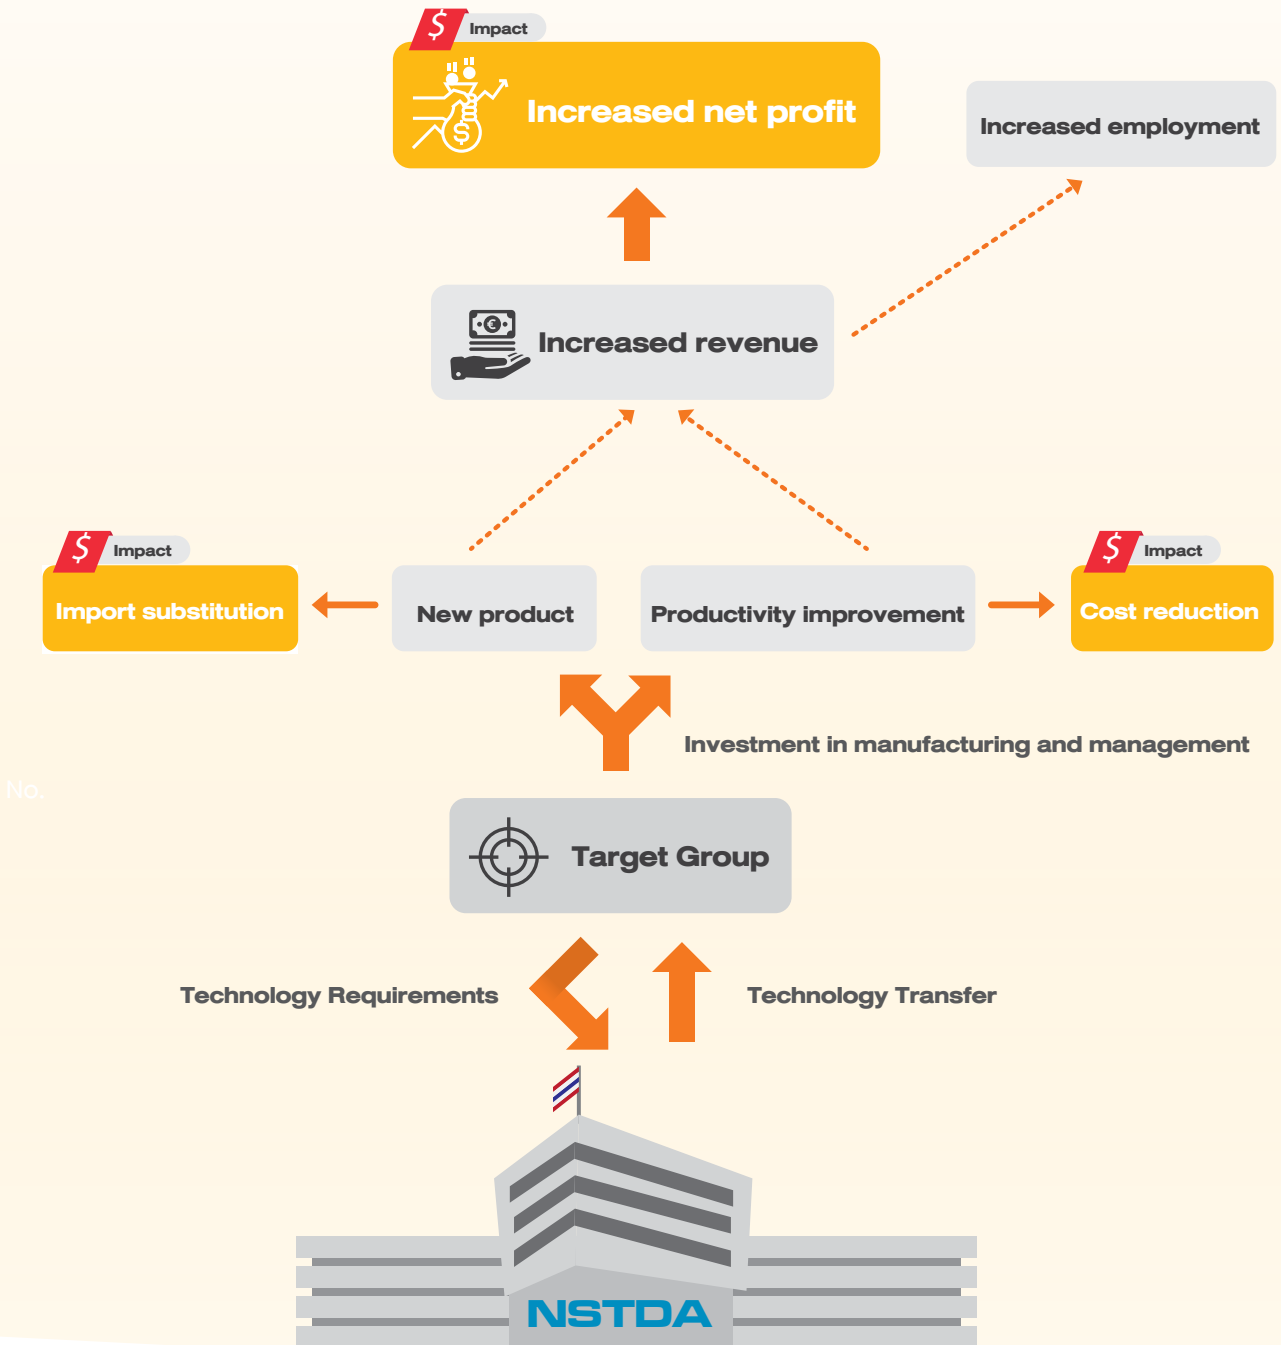 $ Impact
Increased net profit
Increased employment
Increased revenue
$ Impact
Import substitution
New product
Productivity improvement
$ Impact
Cost reduction
Investment in manufacturing and management
No.
Target Group
Technology Requirements
Technology Transfer
NSTDA